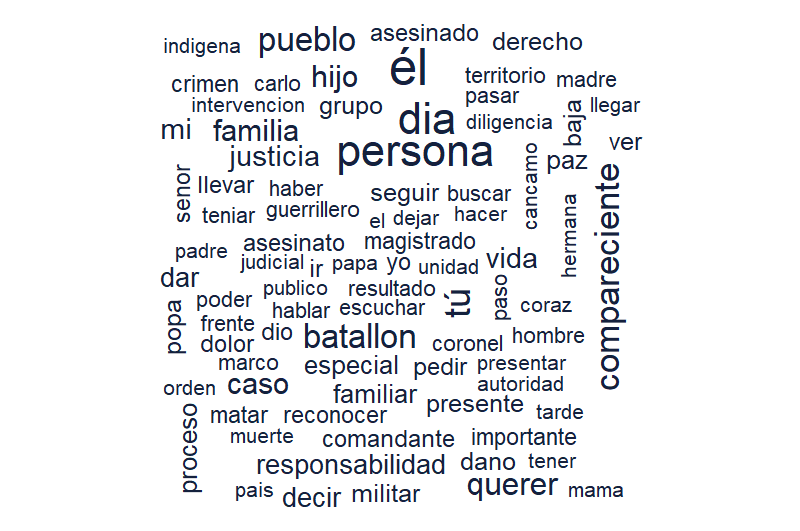 indigena pueblo asesinado derecho
crimen carlo hijo él territorio madre
intervencion grupo pasar llegar
mi familia dia diligencia baja ver
justicia persona cancamo paz
senor llevar haber seguir buscar compareciente
teniar guerrillero el dejar hacer hermana
padre asesinato magistrado
dar judicial ir papa yo unidad vida
popa poder publico resultado tú paso coraz
frente hablar escuchar
dolor dio batallon coronel hombre
marco especial pedir presentar
orden caso familiar autoridad
proceso matar reconocer presente tarde
muerte comandante importante
responsabilidad dano tener
pais decir militar querer mama